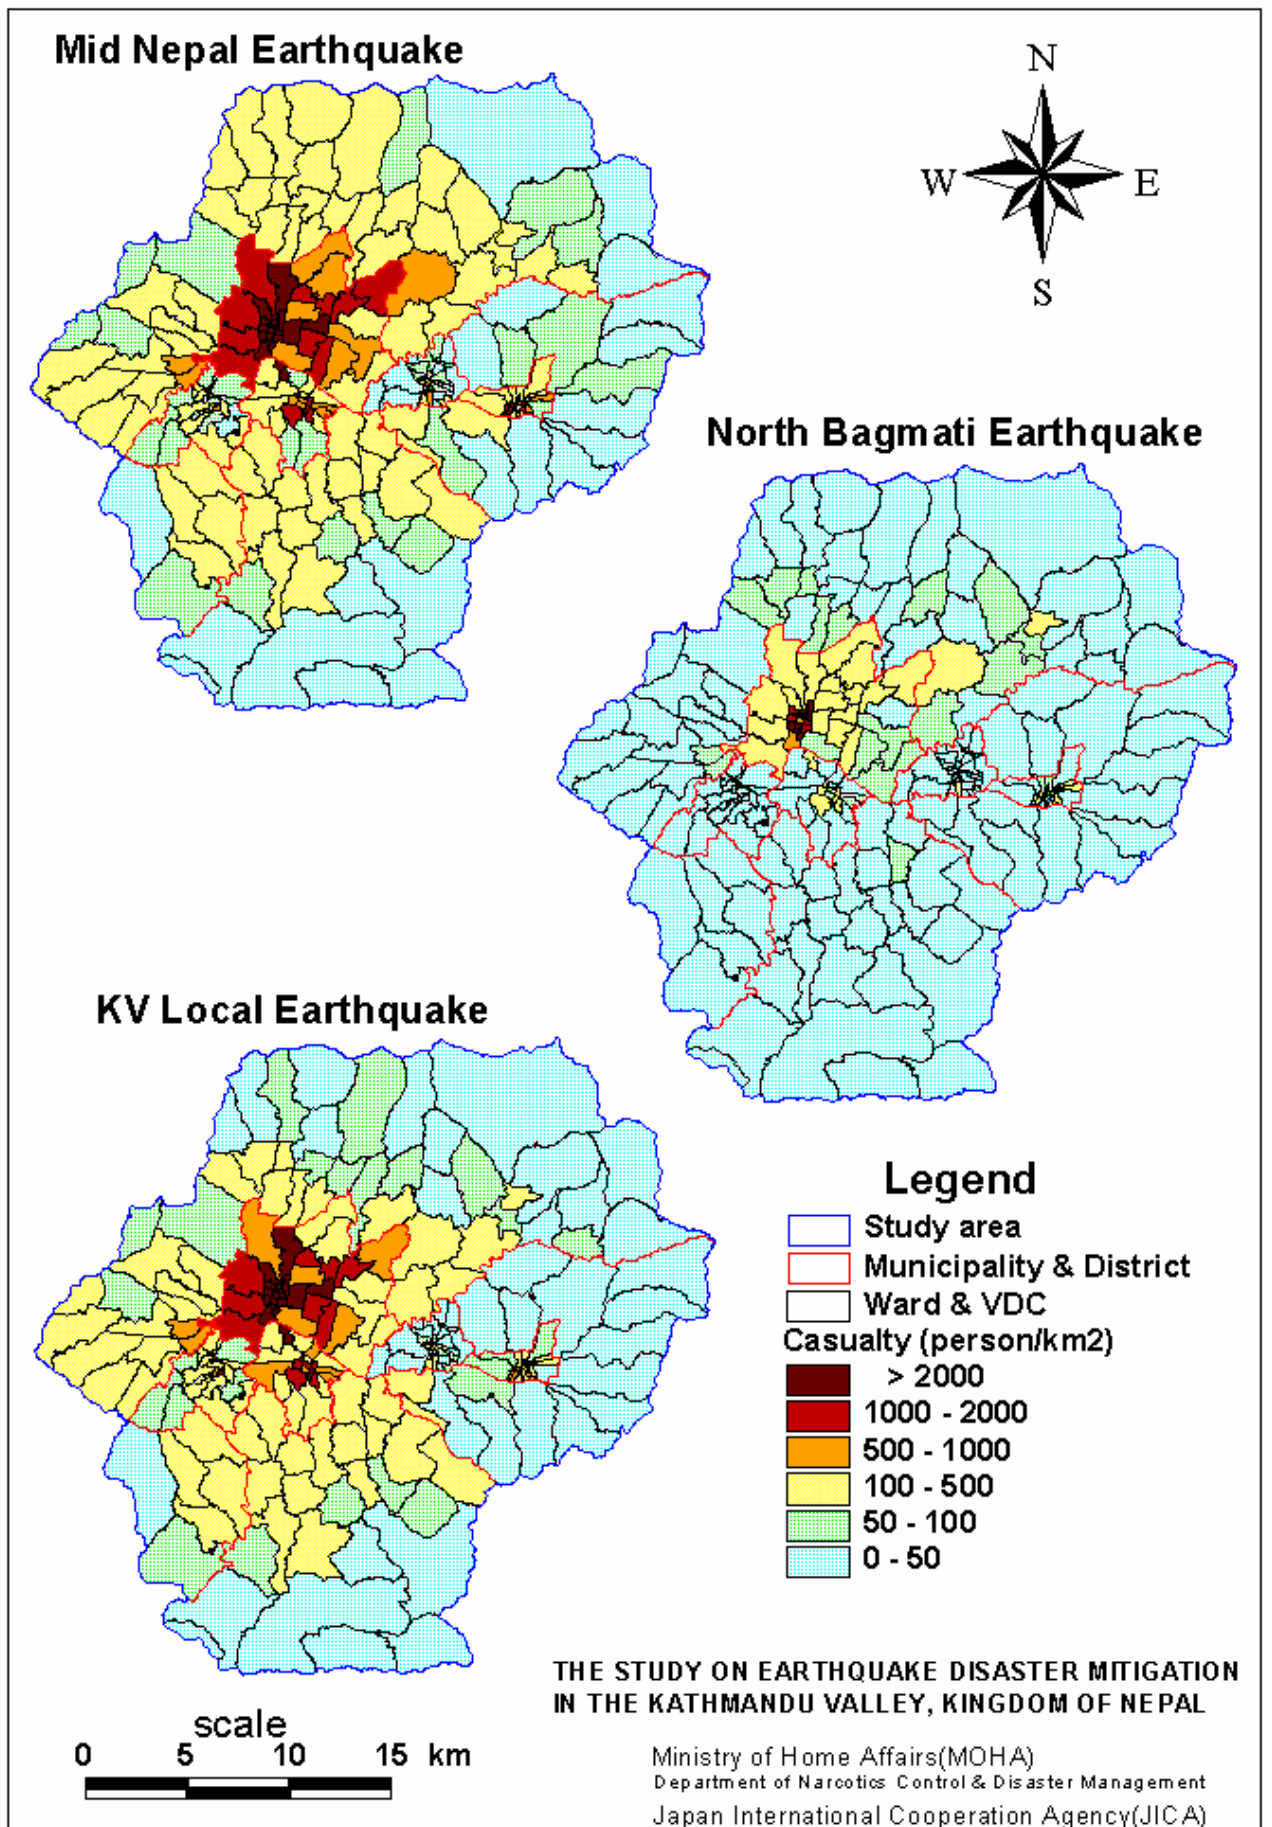 Mid Nepal Earthquake
N
W
E
S
North Bagmati Earthquake
KV Local Earthquake
Legend
Study area
Municipality & District
Ward & VDC
Casualty (person/km2)
> 2000
1000 - 2000
500 - 1000
100 - 500
50 - 100
0 - 50
THE STUDY ON EARTHQUAKE DISASTER MITIGATION
IN THE KATHMANDU VALLEY, KINGDOM OF NEPAL
scale
0 5 10 15 km
Ministry of Home Affairs(MOHA)
Department of Narcotics Control & Disaster Management
Japan International Cooperation Agency(JICA)